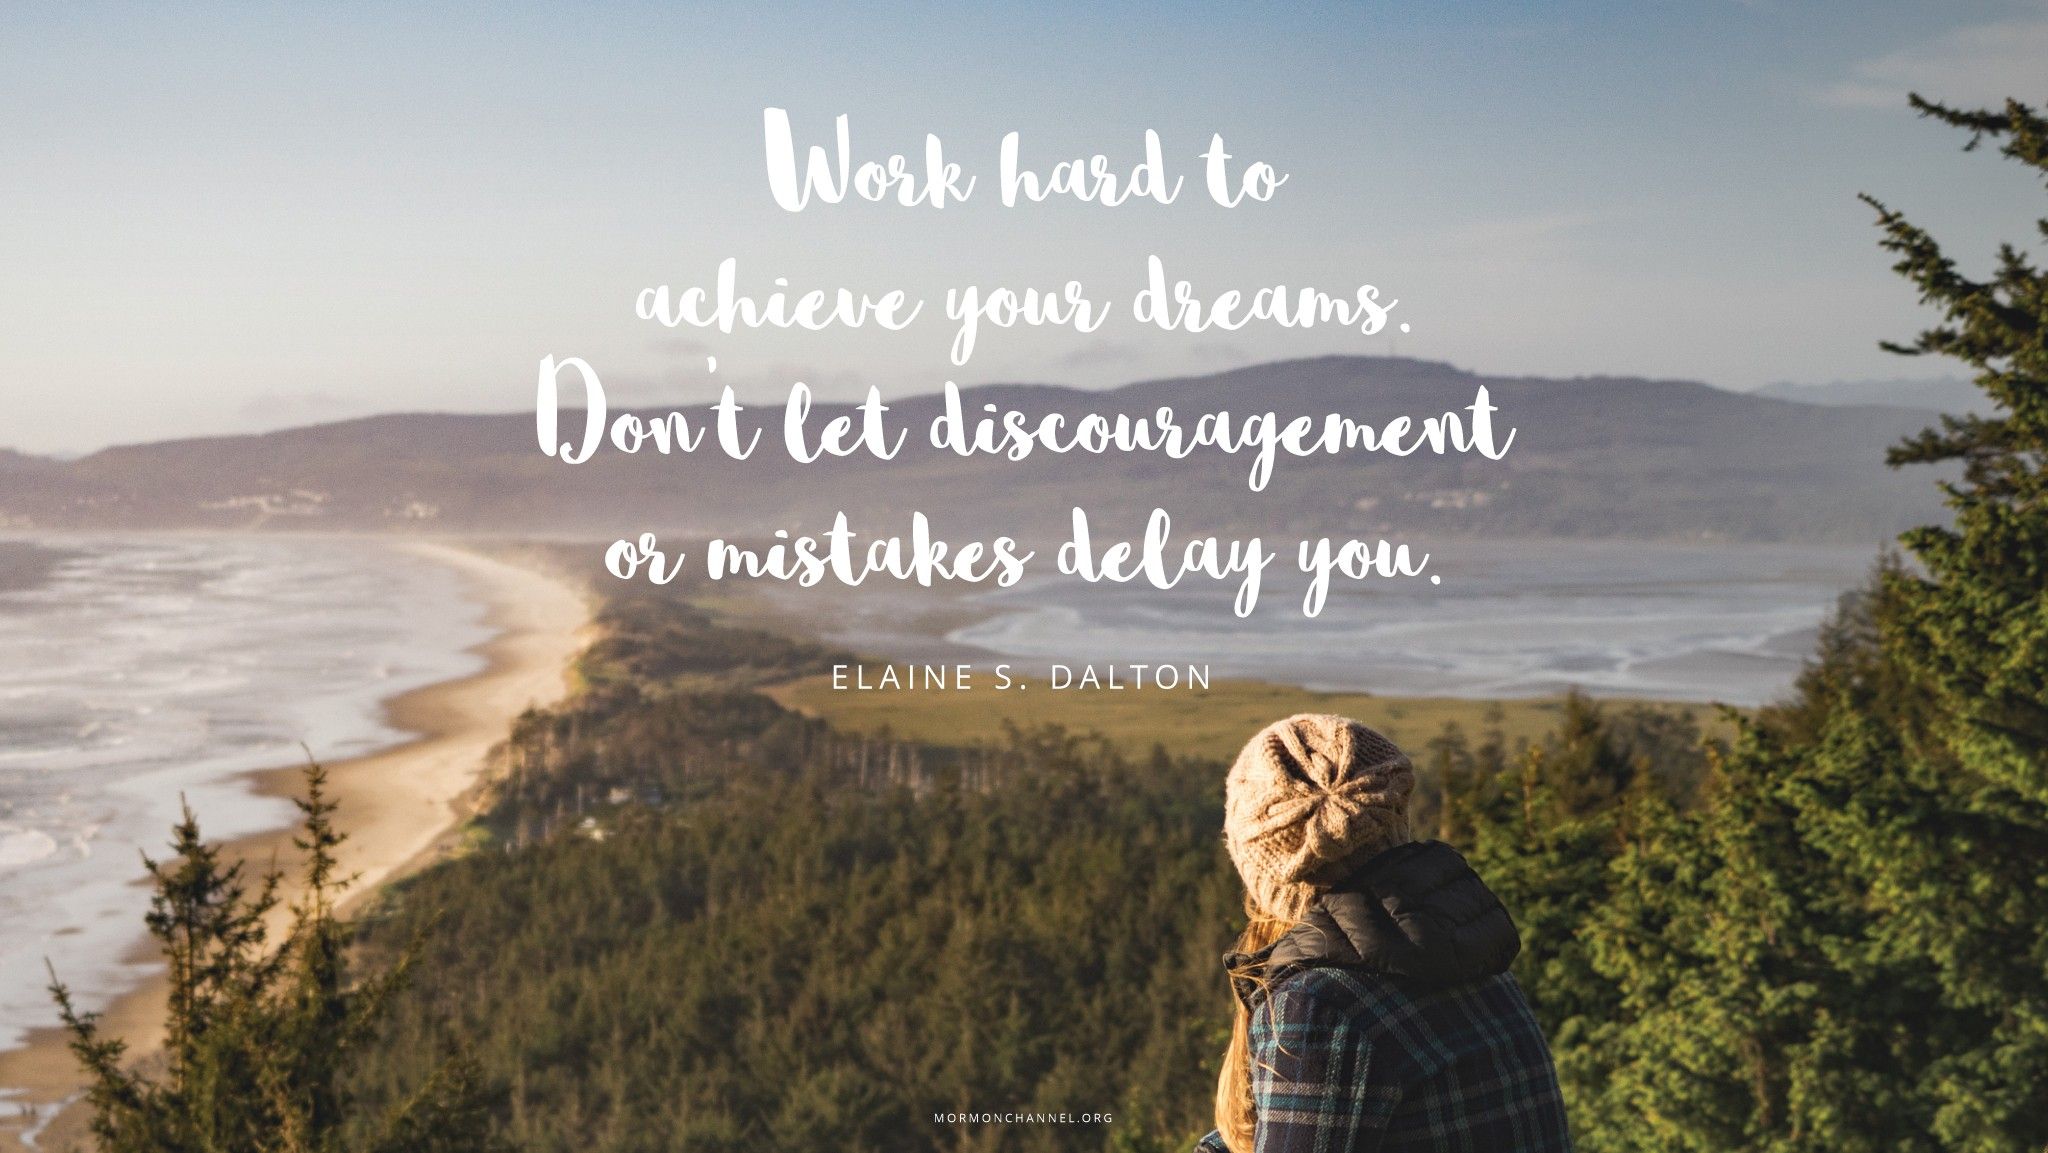 Work hard to
achieve your dreams.
Don't let discouragement
or mistakes delay you.
ELAINE S. DALTON
MORMONCHANNEL.ORG